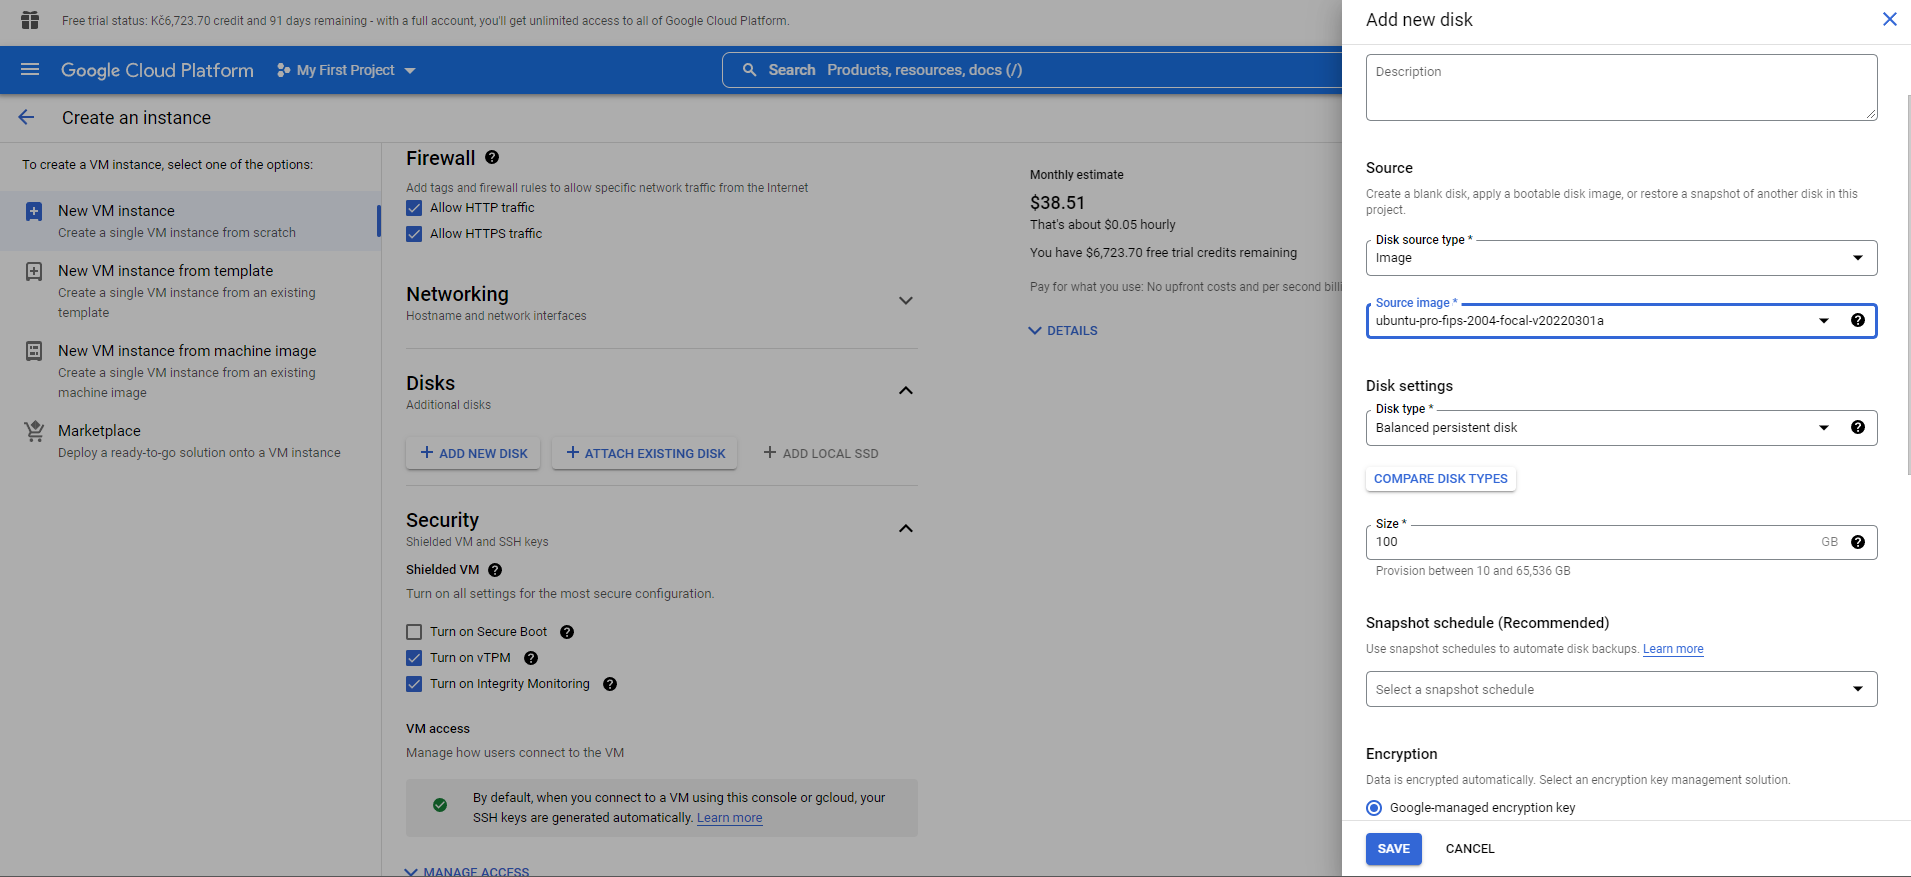 Free trial status: Kč6,723.70 credit and 91 days remaining - with a full account, you'll get unlimited access to all of Google Cloud Platform.
Google Cloud Platform
My First Project
Search Products, resources, docs (/)
Create an instance
To create a VM instance, select one of the options:
New VM instance
Create a single VM instance from scratch
New VM instance from template
Create a single VM instance from an existing
template
New VM instance from machine image
Create a single VM instance from an existing
machine image
Marketplace
Deploy a ready-to-go solution onto a VM instance
Firewall
Add tags and firewall rules to allow specific network traffic from the Internet
Allow HTTP traffic
Allow HTTPS traffic
Networking
Hostname and network interfaces
Disks
Additional disks
+ ADD NEW DISK
+ ATTACH EXISTING DISK
+ ADD LOCAL SSD
Security
Shielded VM and SSH keys
Shielded VM
Turn on all settings for the most secure configuration.
Turn on Secure Boot
Turn on vTPM
Turn on Integrity Monitoring
VM access
Manage how users connect to the VM
By default, when you connect to a VM using this console or gcloud, your
SSH keys are generated automatically. Learn more
MANAGE ACCESS
Monthly estimate
$38.51
That's about $0.05 hourly
You have $6,723.70 free trial credits remaining
Pay for what you use: No upfront costs and per second billi
DETAILS
Add new disk
Description
Source
Create a blank disk, apply a bootable disk image, or restore a snapshot of another disk in this
project.
Disk source type *
Image
Source image *
ubuntu-pro-fips-2004-focal-v20220301a
Disk settings
Disk type *
Balanced persistent disk
COMPARE DISK TYPES
Size *
100 GB
Provision between 10 and 65,536 GB
Snapshot schedule (Recommended)
Use snapshot schedules to automate disk backups. Learn more
Select a snapshot schedule
Encryption
Data is encrypted automatically. Select an encryption key management solution.
Google-managed encryption key
SAVE
CANCEL